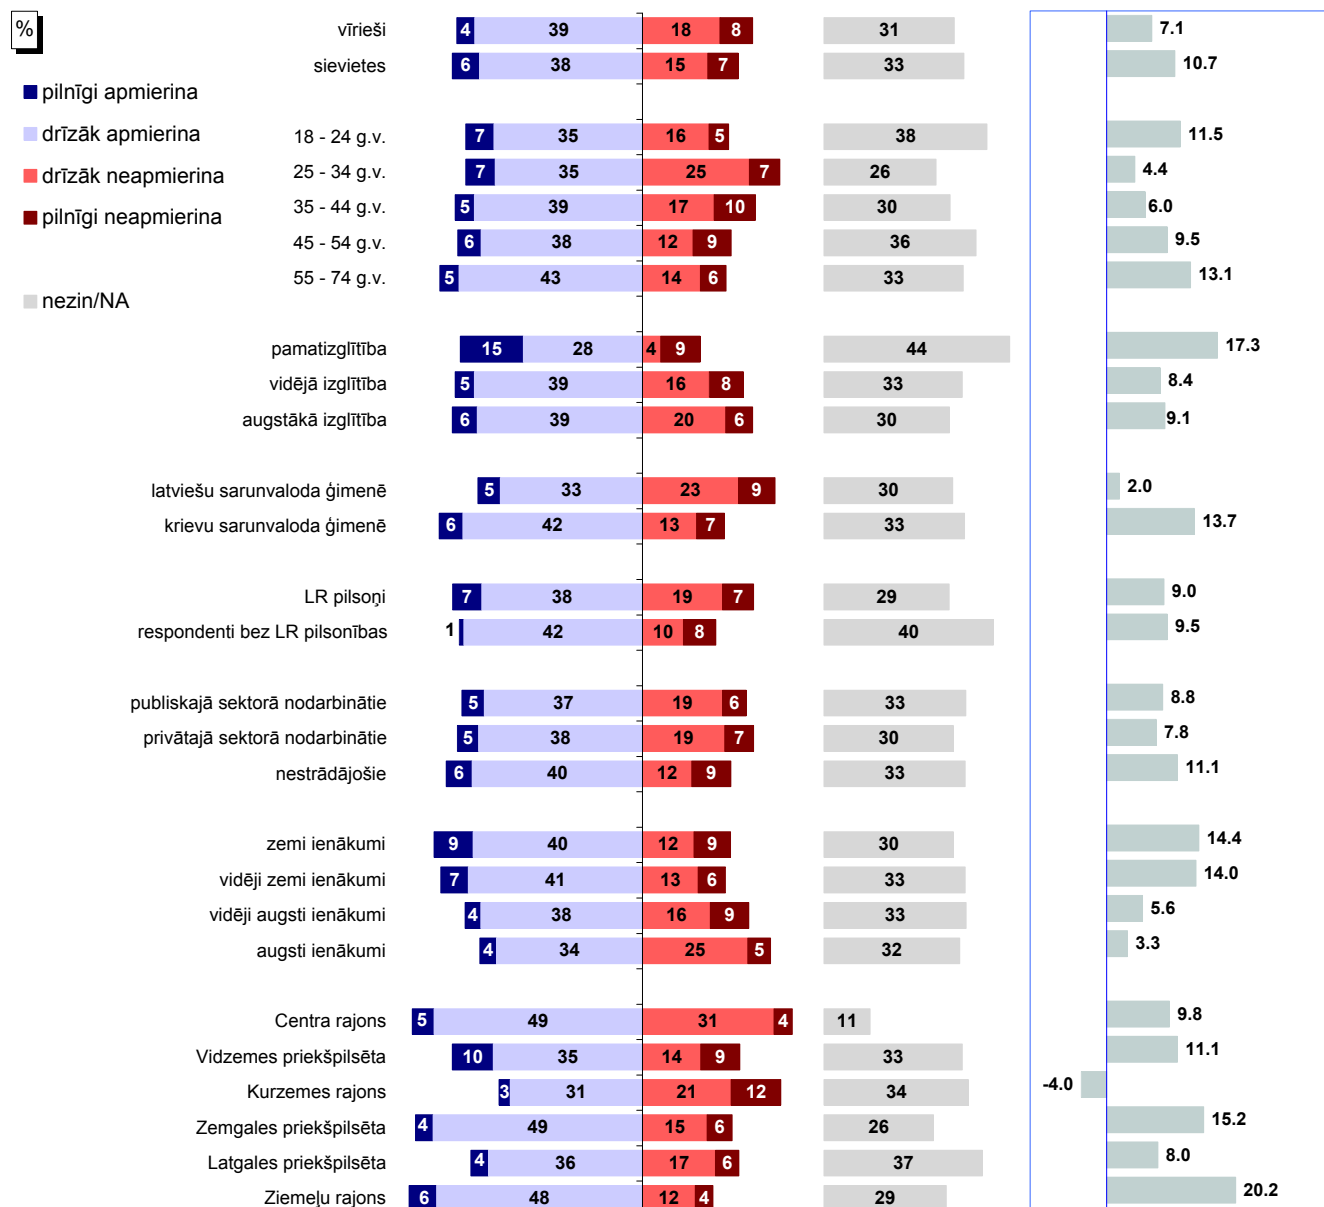 %
pilnīgi apmierina
drīzāk apmierina
drīzāk neapmierina
pilnīgi neapmierina
nezin/NA
vīrieši 4 39 18 8 31 7.1
sievietes 6 38 15 7 33 10.7
18 - 24 g.v. 7 35 16 5 38 11.5
25 - 34 g.v. 7 35 25 7 26 4.4
35 - 44 g.v. 5 39 17 10 30 6.0
45 - 54 g.v. 6 38 12 9 36 9.5
55 - 74 g.v. 5 43 14 6 33 13.1
pamatizglītība 15 28 4 9 44 17.3
vidējā izglītība 5 39 16 8 33 8.4
augstākā izglītība 6 39 20 6 30 9.1
latviešu sarunvaloda ģimenē 5 33 23 9 30 2.0
krievu sarunvaloda ģimenē 6 42 13 7 33 13.7
LR pilsoņi 7 38 19 7 29 9.0
respondenti bez LR pilsonības 1 42 10 8 40 9.5
publiskajā sektorā nodarbinātie 5 37 19 6 33 8.8
privātajā sektorā nodarbinātie 5 38 19 7 30 7.8
nestrādājošie 6 40 12 9 33 11.1
zemi ienākumi 9 40 12 9 30 14.4
vidēji zemi ienākumi 7 41 13 6 33 14.0
vidēji augsti ienākumi 4 38 16 9 33 5.6
augsti ienākumi 4 34 25 5 32 3.3
Centra rajons 5 49 31 4 11 9.8
Vidzemes priekšpilsēta 10 35 14 9 33 11.1
Kurzemes rajons 3 31 21 12 34 -4.0
Zemgales priekšpilsēta 4 49 15 6 26 15.2
Latgales priekšpilsēta 4 36 17 6 37 8.0
Ziemeļu rajons 6 48 12 4 29 20.2